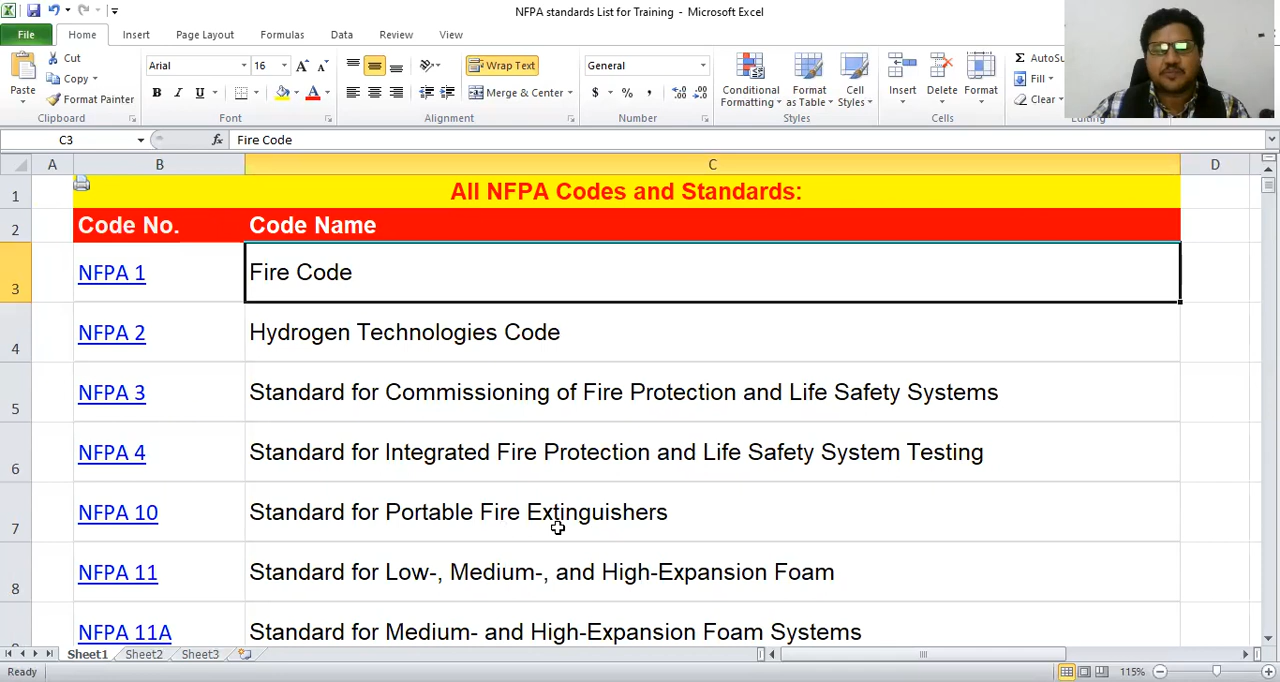 NFPA standards List for Training - Microsoft Excel
File Home Insert Page Layout Formulas Data Review View
Paste Cut Copy Format Painter
Arial 16 B I U
Wrap Text Merge & Center
General $ % ,
Conditional Formatting Format as Table Cell Styles
Insert Delete Format
Σ AutoSu Fill Clear
Clipboard Font Alignment Number Styles Cells
C3 fx Fire Code
A B C D
1 All NFPA Codes and Standards:
2 Code No. Code Name
3 NFPA 1 Fire Code
4 NFPA 2 Hydrogen Technologies Code
5 NFPA 3 Standard for Commissioning of Fire Protection and Life Safety Systems
6 NFPA 4 Standard for Integrated Fire Protection and Life Safety System Testing
7 NFPA 10 Standard for Portable Fire Extinguishers
8 NFPA 11 Standard for Low-, Medium-, and High-Expansion Foam
NFPA 11A Standard for Medium- and High-Expansion Foam Systems
Sheet1 Sheet2 Sheet3
Ready 115%